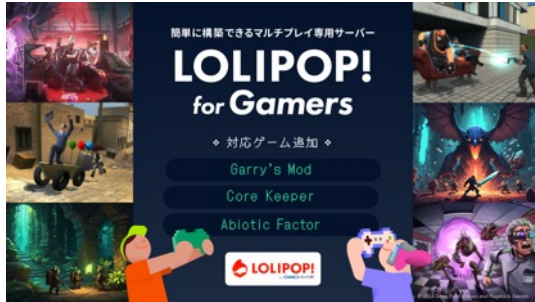 簡単に構築できるマルチプレイ専用サーバー
LOLIPOP!
for Gamers
対応ゲーム追加
Garry's Mod
Core Keeper
Abiotic Factor
LOLIPOP!